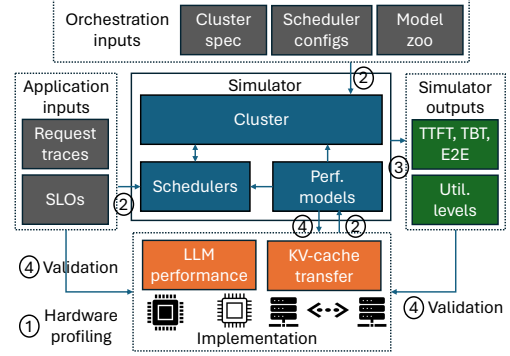 Orchestration
inputs
Cluster
spec
Scheduler
configs
Model
zoo
2
Application
inputs
Request
traces
SLOs
2
Simulator
Cluster
Schedulers
Perf.
models
3
Simulator
outputs
TTFT, TBT,
E2E
Util.
levels
4
2
4 Validation
LLM
performance
KV-cache
transfer
4 Validation
1 Hardware
profiling
Implementation